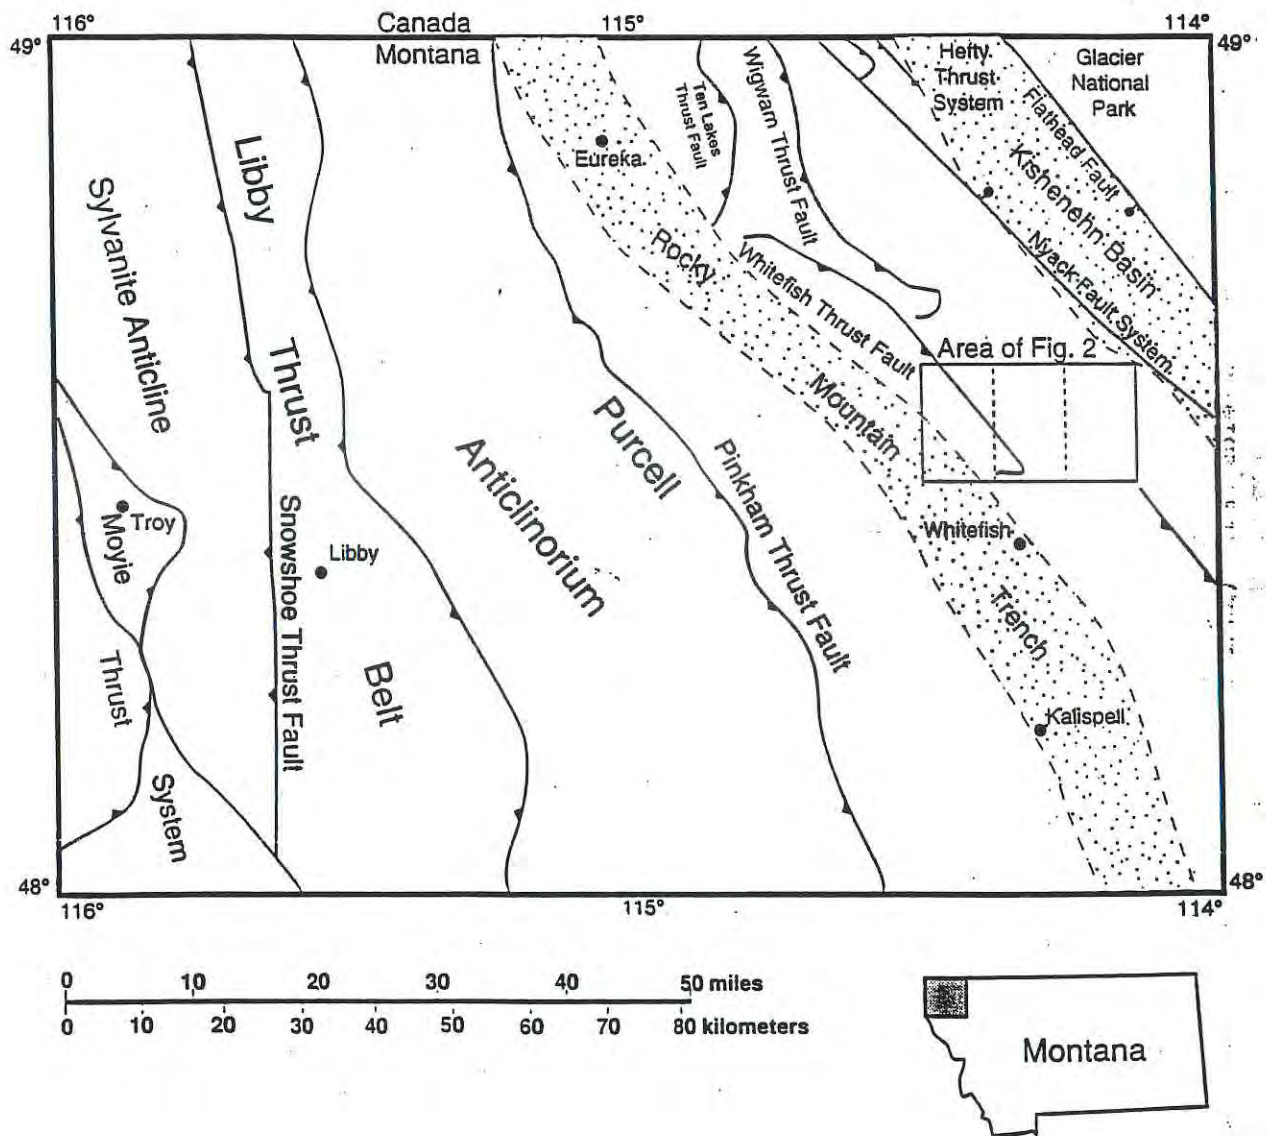 116° Canada 115° 114°
49° Montana 49°
Hefty
Thrust
System
Glacier
National
Park
Flathead Fault
Kishenehn Basin
Nyack Fault System
Wigwam Thrust Fault
Ten Lakes
Thrust Fault
Eureka
Libby
Thrust
Belt
Sylvanite Anticline
Rocky
Mountain
Trench
Whitefish Thrust Fault
Area of Fig. 2
Purcell
Anticlinorium
Pinkham Thrust Fault
Troy
Moyie
Thrust
System
Snowshoe Thrust Fault
Libby
Whitefish
Kalispell
48° 48°
116° 115° 114°
0 10 20 30 40 50 miles
0 10 20 30 40 50 60 70 80 kilometers
Montana